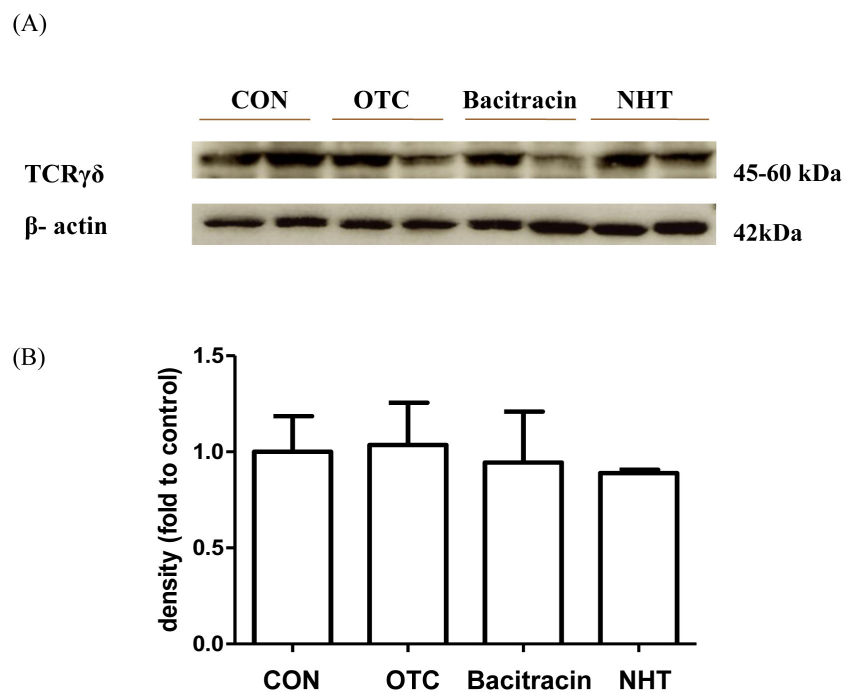 (A)
CON OTC Bacitracin NHT
TCRγδ 45-60 kDa
β- actin 42kDa
(B)
density (fold to control)
1.5
1.0
0.5
0.0
CON OTC Bacitracin NHT